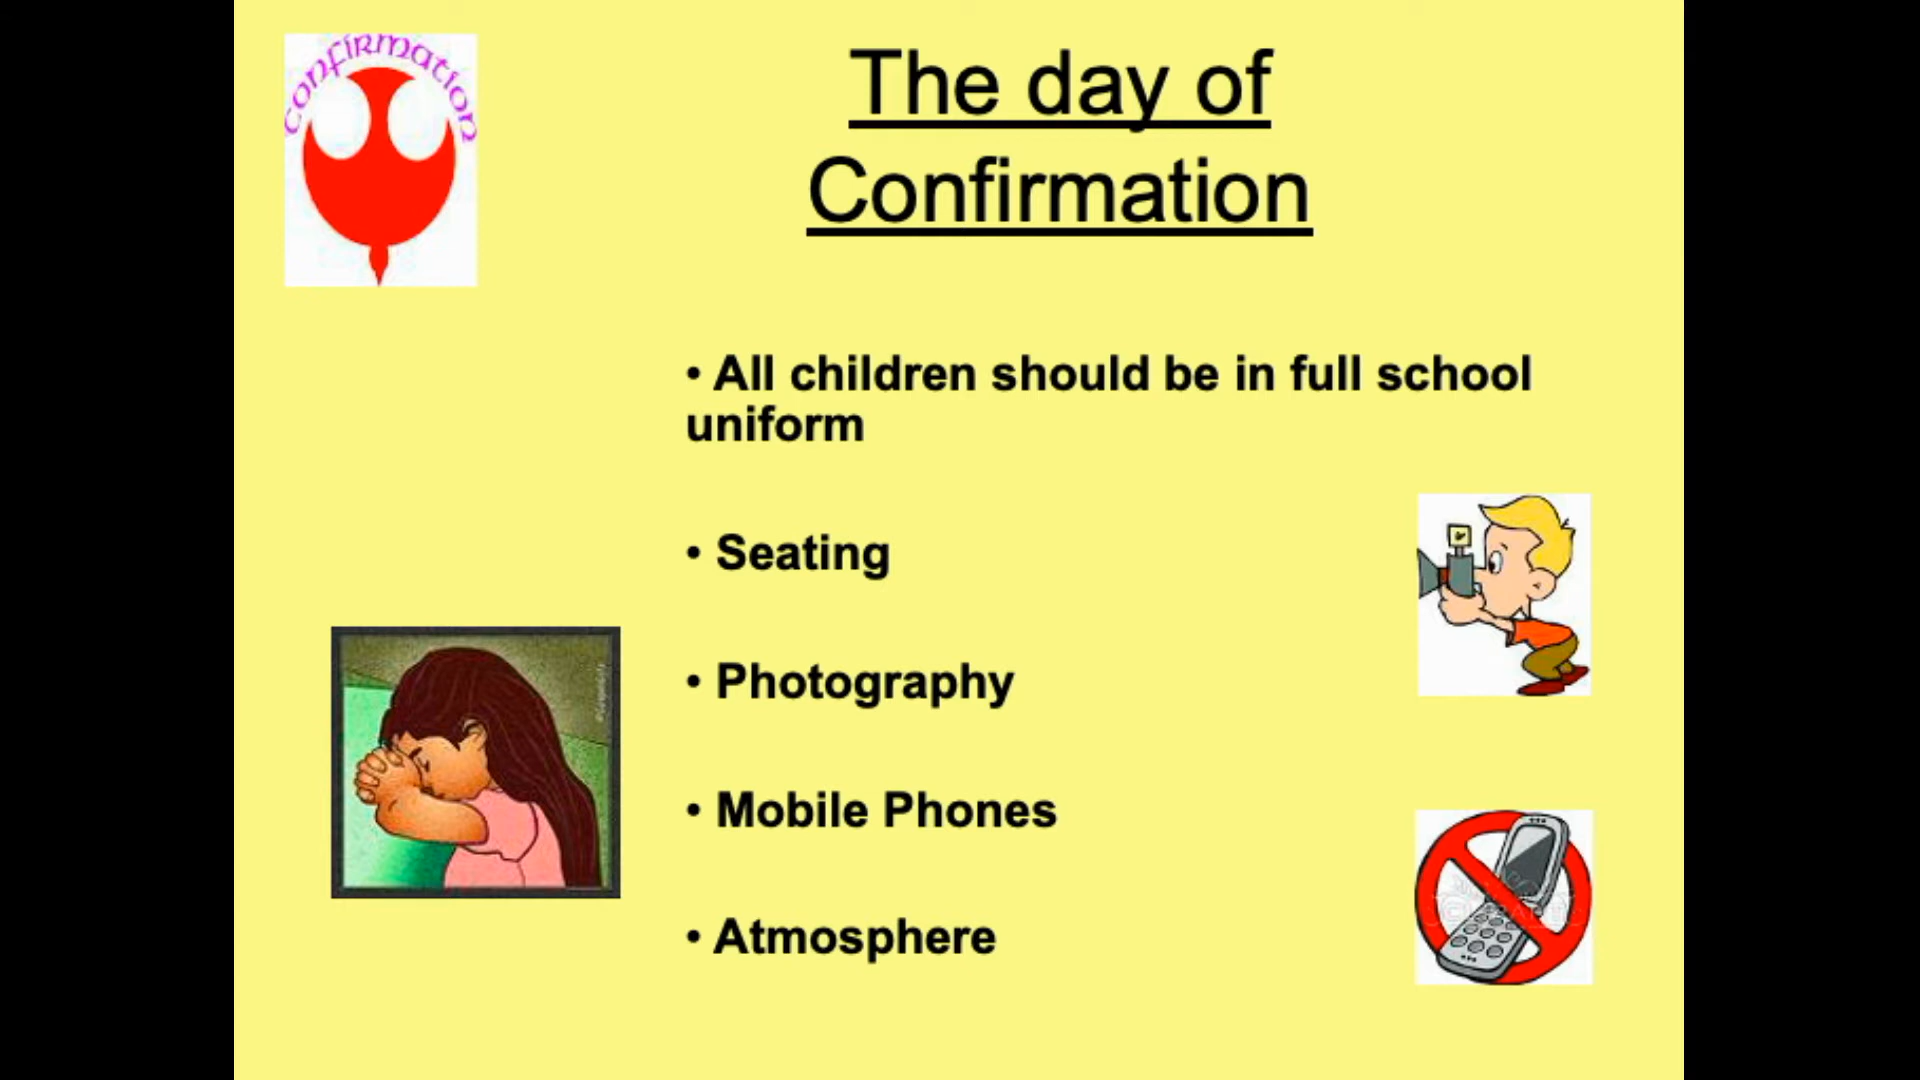 confirmation
The day of
Confirmation
• All children should be in full school
uniform
• Seating
• Photography
• Mobile Phones
• Atmosphere